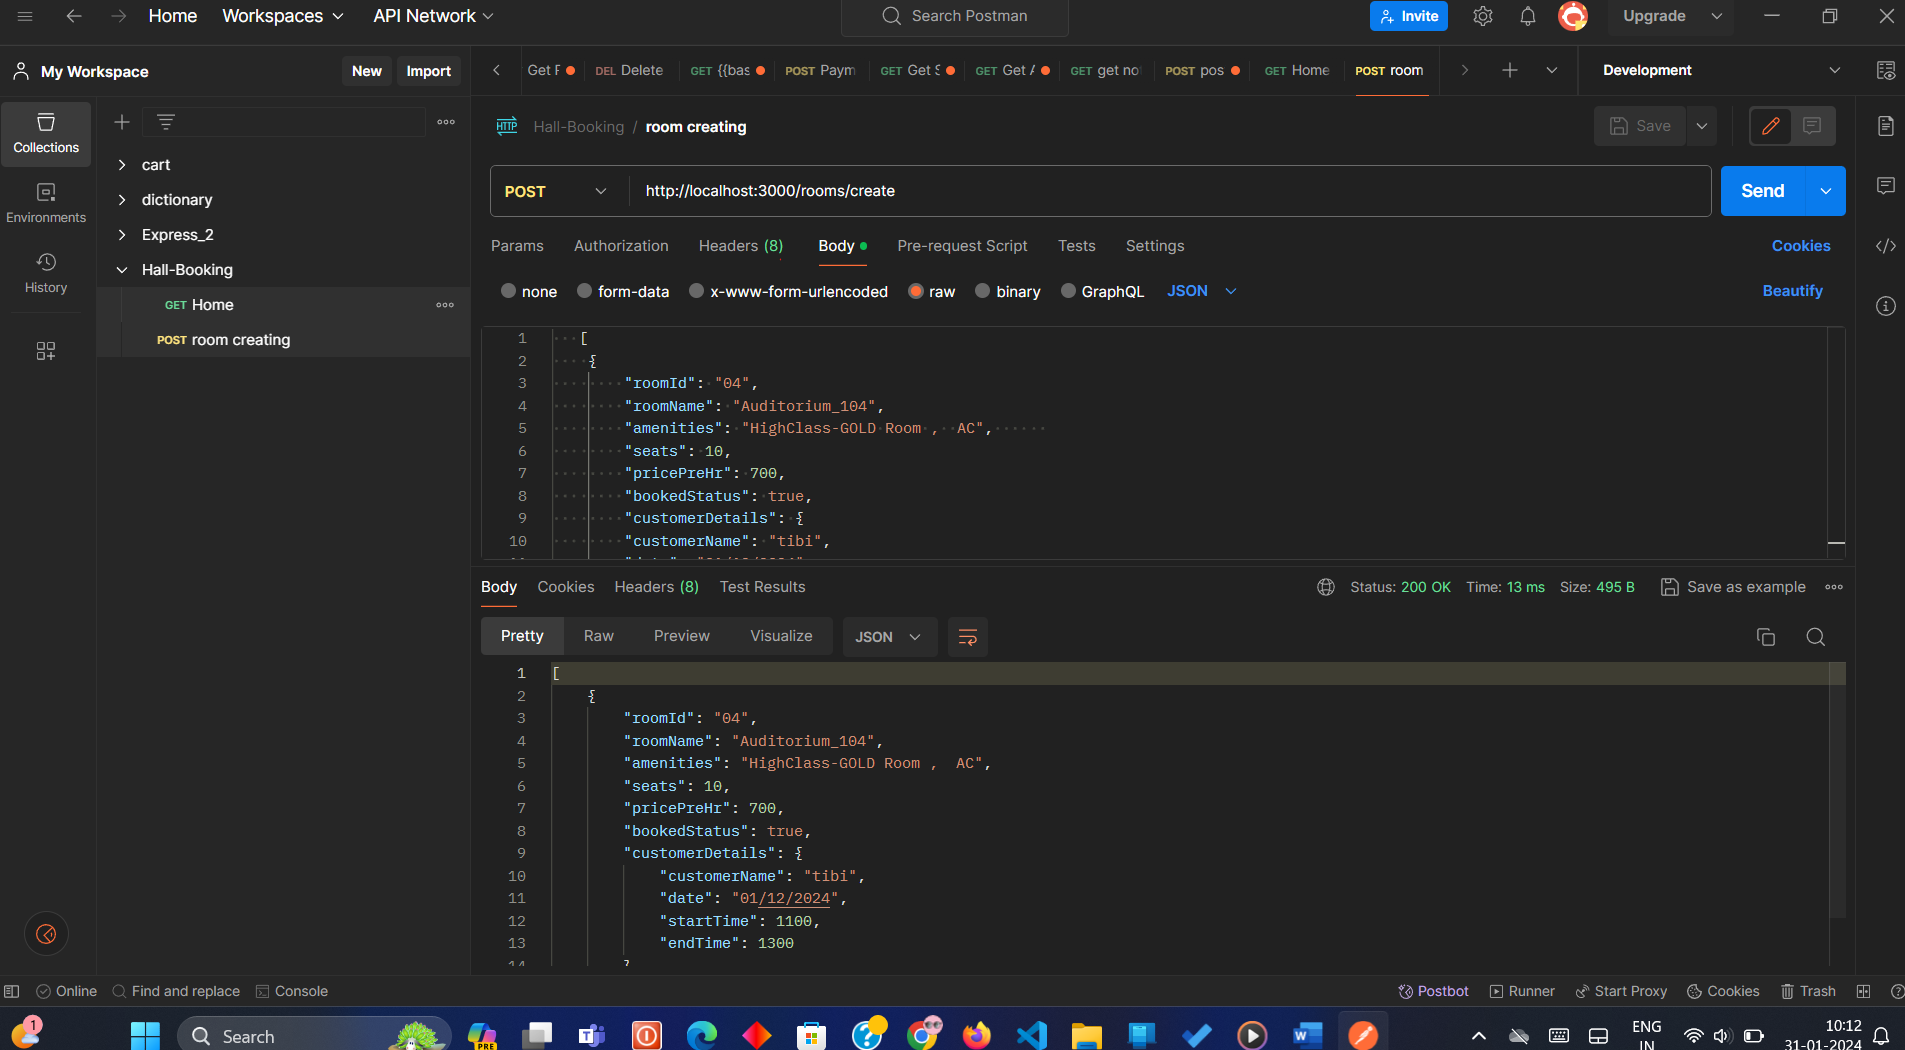 Home Workspaces API Network Search Postman Invite Upgrade
My Workspace New Import Get F DEL Delete GET {{bas POST Paym GET Get S GET Get A GET get no POST pos GET Home POST room Development
Collections
Environments
History
cart
dictionary
Express_2
Hall-Booking
GET Home
POST room creating
HTTP Hall-Booking / room creating Save
POST http://localhost:3000/rooms/create Send
Params Authorization Headers (8) Body Pre-request Script Tests Settings Cookies
none form-data x-www-form-urlencoded raw binary GraphQL JSON Beautify
1 [
2 {
3 "roomId": "04",
4 "roomName": "Auditorium_104",
5 "amenities": "HighClass-GOLD Room , AC",
6 "seats": 10,
7 "pricePreHr": 700,
8 "bookedStatus": true,
9 "customerDetails": {
10 "customerName": "tibi",
Body Cookies Headers (8) Test Results Status: 200 OK Time: 13 ms Size: 495 B Save as example
Pretty Raw Preview Visualize JSON
1 [
2 {
3 "roomId": "04",
4 "roomName": "Auditorium_104",
5 "amenities": "HighClass-GOLD Room , AC",
6 "seats": 10,
7 "pricePreHr": 700,
8 "bookedStatus": true,
9 "customerDetails": {
10 "customerName": "tibi",
11 "date": "01/12/2024",
12 "startTime": 1100,
13 "endTime": 1300
14 }
Online Find and replace Console Postbot Runner Start Proxy Cookies Trash
1 Search PRE ENG 10:12
IN 31-01-2024